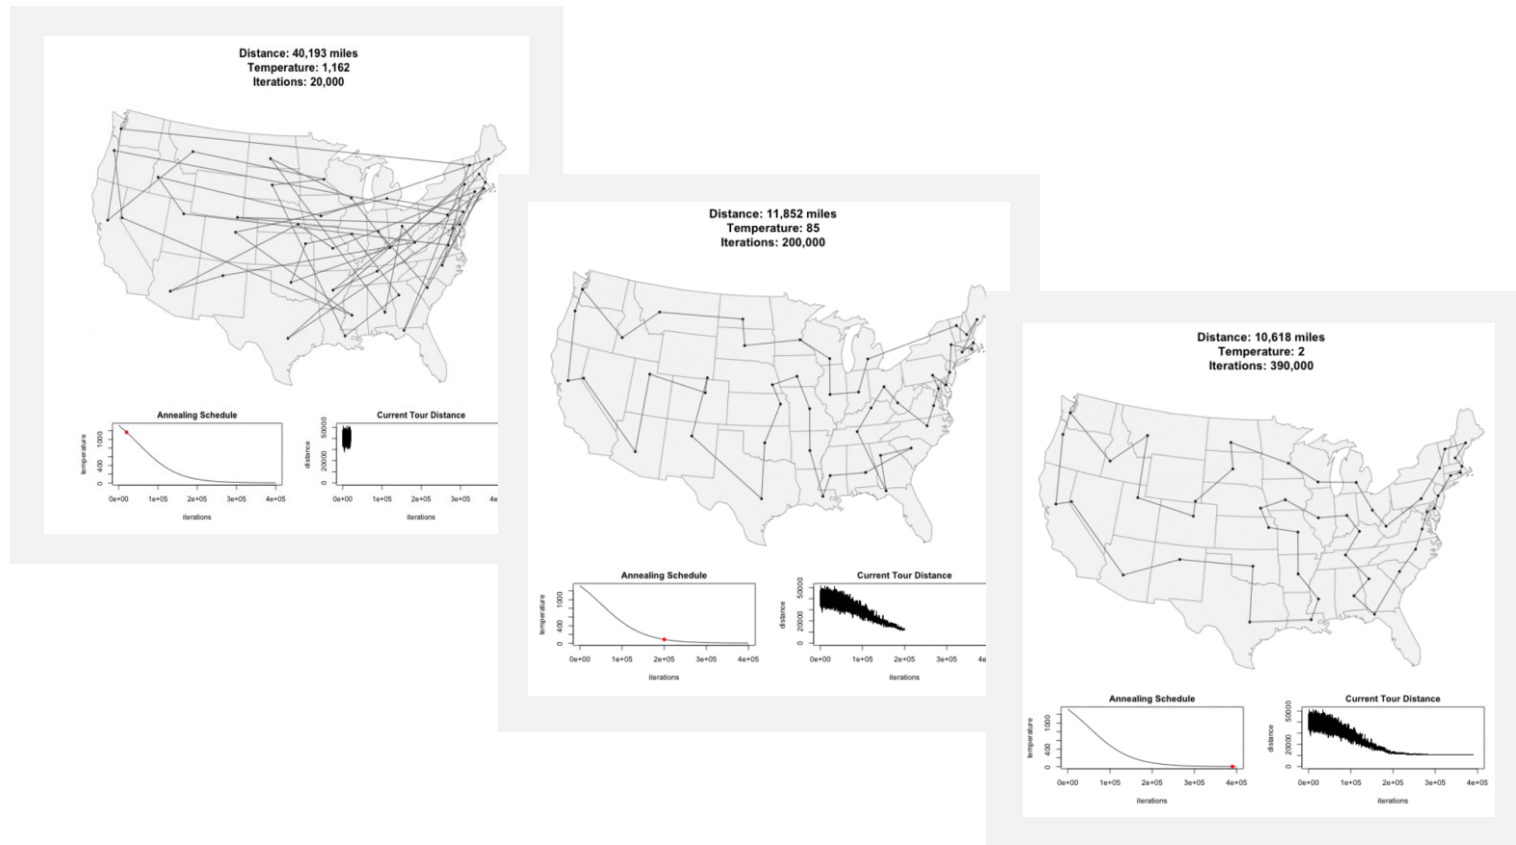 Distance: 40,193 miles
Temperature: 1,162
Iterations: 20,000
Annealing Schedule
temperature
0 400 1000
0e+00 1e+05 2e+05 3e+05 4e+05
iterations
Current Tour Distance
distance
0 20000 50000
0e+00 1e+05 2e+05 3e+05 4e
iterations
Distance: 11,852 miles
Temperature: 85
Iterations: 200,000
Annealing Schedule
temperature
0 400 1000
0e+00 1e+05 2e+05 3e+05 4e+05
iterations
Current Tour Distance
distance
0 20000 50000
0e+00 1e+05 2e+05 3e+05 4e
iterations
Distance: 10,618 miles
Temperature: 2
Iterations: 390,000
Annealing Schedule
temperature
0 400 1000
0e+00 1e+05 2e+05 3e+05 4e+05
iterations
Current Tour Distance
distance
0 20000 50000
0e+00 1e+05 2e+05 3e+05 4e+05
iterations